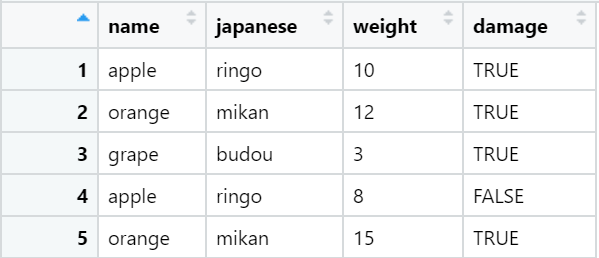 name japanese weight damage
1 apple ringo 10 TRUE
2 orange mikan 12 TRUE
3 grape budou 3 TRUE
4 apple ringo 8 FALSE
5 orange mikan 15 TRUE